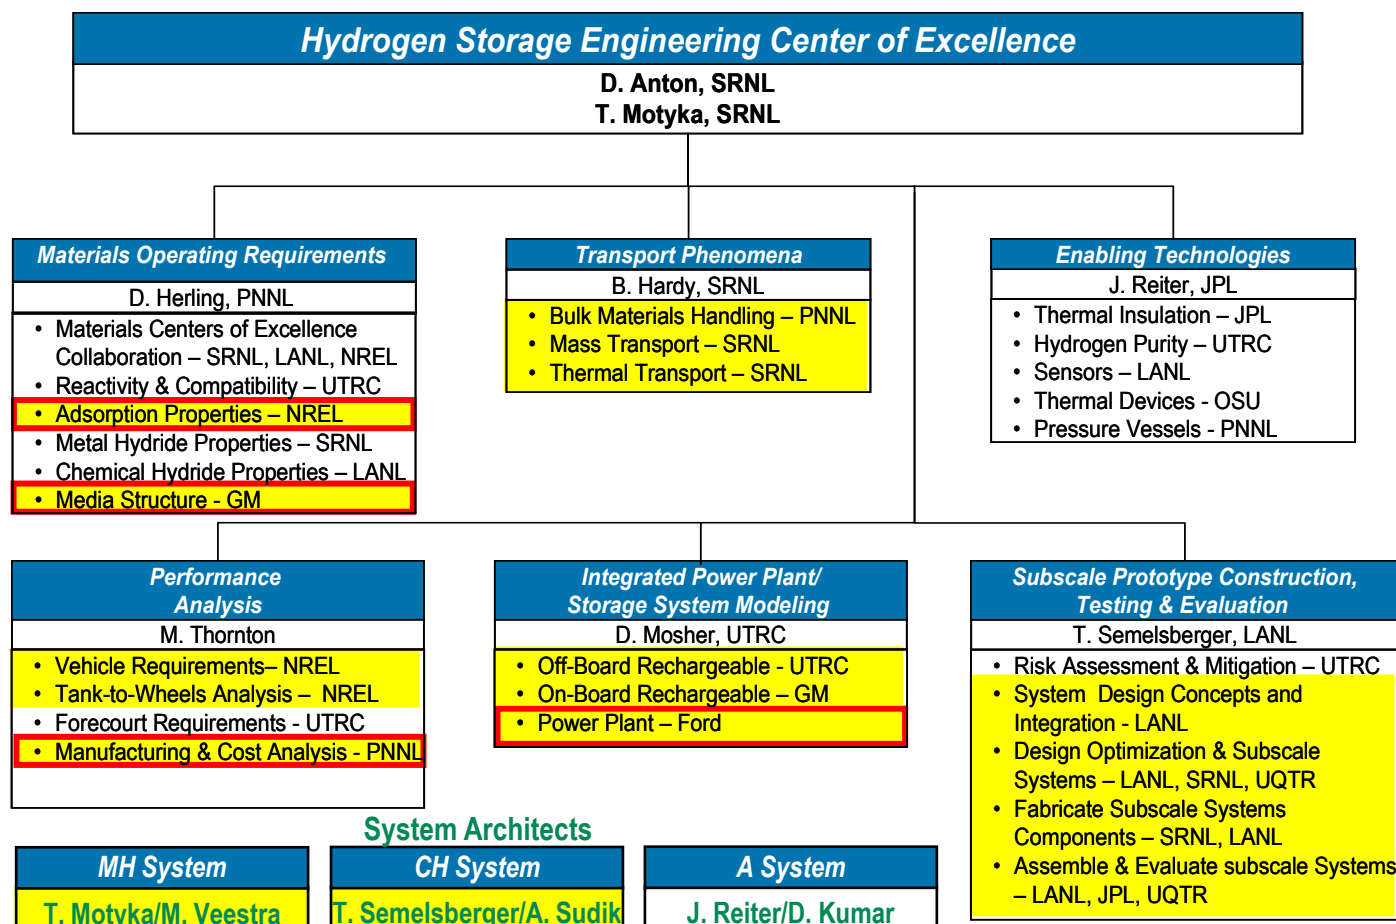 Hydrogen Storage Engineering Center of Excellence
D. Anton, SRNL
T. Motyka, SRNL
Materials Operating Requirements
D. Herling, PNNL
• Materials Centers of Excellence
Collaboration – SRNL, LANL, NREL
• Reactivity & Compatibility – UTRC
• Adsorption Properties – NREL
• Metal Hydride Properties – SRNL
• Chemical Hydride Properties – LANL
• Media Structure - GM
Transport Phenomena
B. Hardy, SRNL
• Bulk Materials Handling – PNNL
• Mass Transport – SRNL
• Thermal Transport – SRNL
Enabling Technologies
J. Reiter, JPL
• Thermal Insulation – JPL
• Hydrogen Purity – UTRC
• Sensors – LANL
• Thermal Devices - OSU
• Pressure Vessels - PNNL
Performance
Analysis
M. Thornton
• Vehicle Requirements– NREL
• Tank-to-Wheels Analysis – NREL
• Forecourt Requirements - UTRC
• Manufacturing & Cost Analysis - PNNL
Integrated Power Plant/
Storage System Modeling
D. Mosher, UTRC
• Off-Board Rechargeable - UTRC
• On-Board Rechargeable – GM
• Power Plant – Ford
Subscale Prototype Construction,
Testing & Evaluation
T. Semelsberger, LANL
• Risk Assessment & Mitigation – UTRC
• System Design Concepts and
Integration - LANL
• Design Optimization & Subscale
Systems – LANL, SRNL, UQTR
• Fabricate Subscale Systems
Components – SRNL, LANL
• Assemble & Evaluate subscale Systems
– LANL, JPL, UQTR
System Architects
MH System
T. Motyka/M. Veestra
CH System
T. Semelsberger/A. Sudik
A System
J. Reiter/D. Kumar